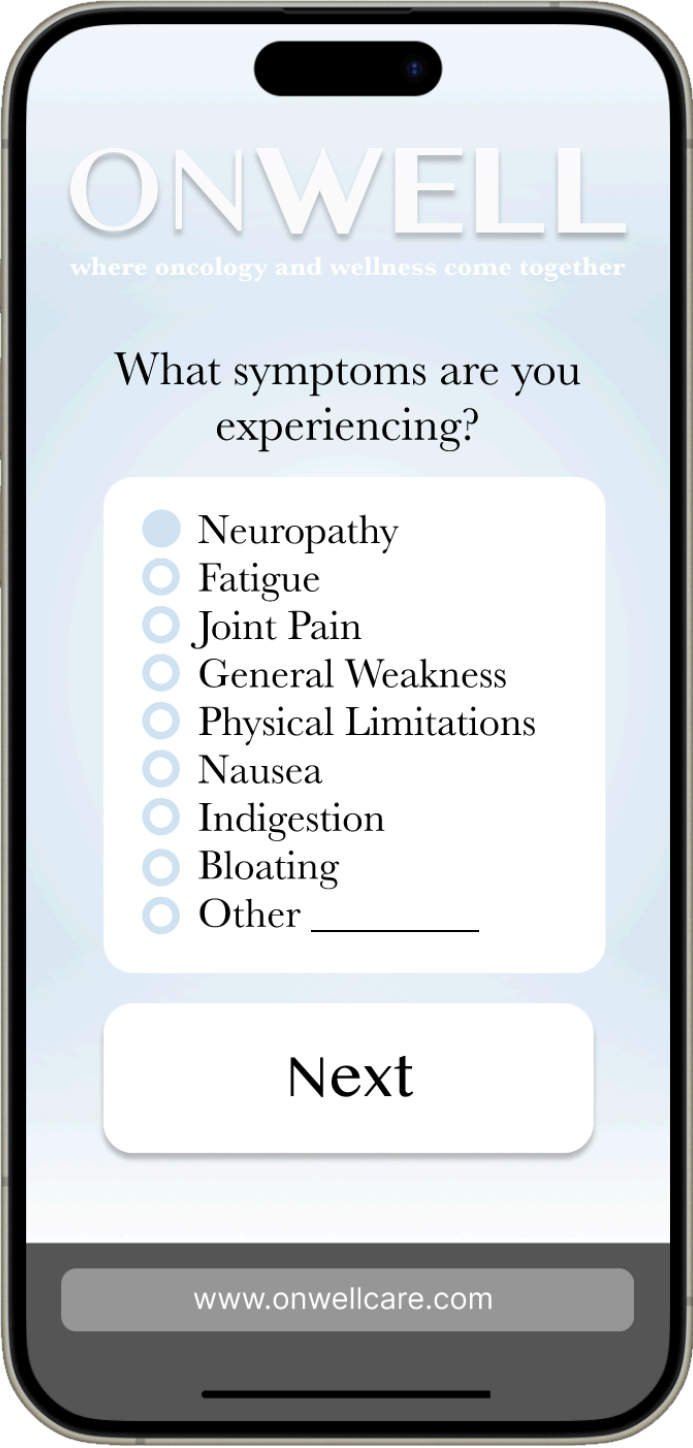 ONWELL
where oncology and wellness come together
What symptoms are you
experiencing?
Neuropathy
Fatigue
Joint Pain
General Weakness
Physical Limitations
Nausea
Indigestion
Bloating
Other _________
Next
www.onwellcare.com